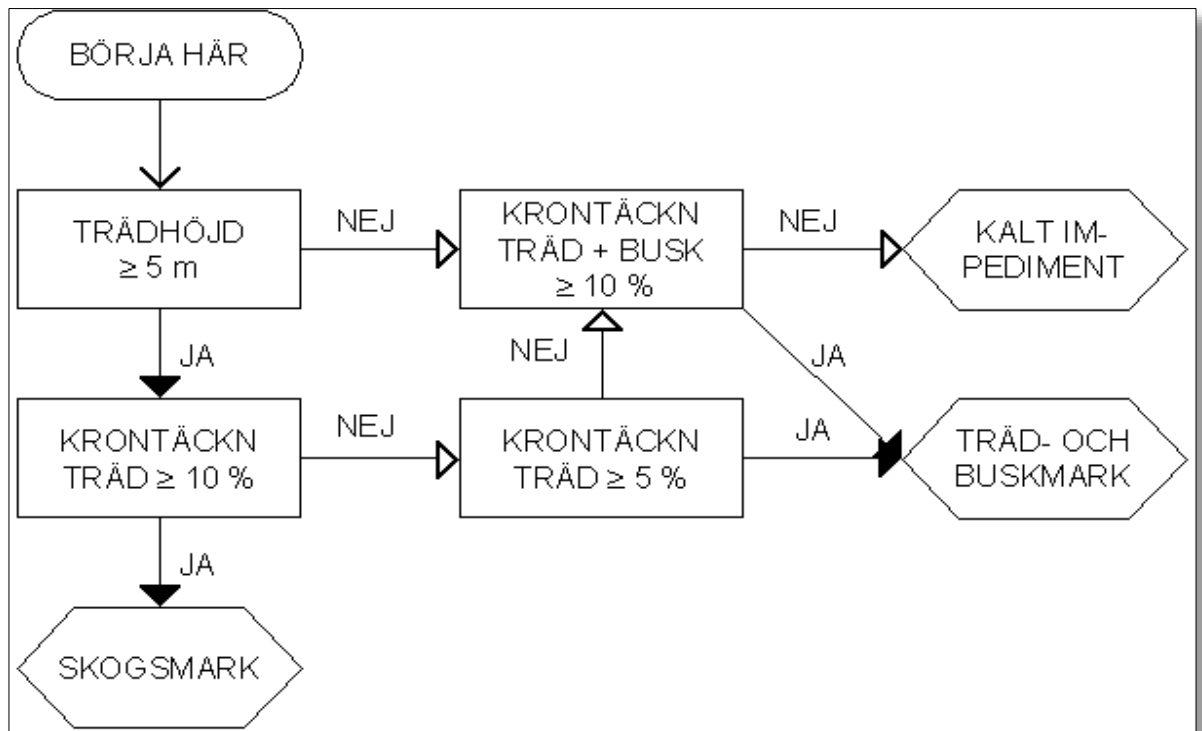 BÖRJA HÄR
TRÄDHÖJD
≥ 5 m
NEJ
KRONTÄCKN
TRÄD + BUSK
≥ 10 %
NEJ
KALT IM-
PEDIMENT
JA
NEJ
JA
KRONTÄCKN
TRÄD ≥ 10 %
NEJ
KRONTÄCKN
TRÄD ≥ 5 %
JA
TRÄD- OCH
BUSKMARK
JA
SKOGSMARK